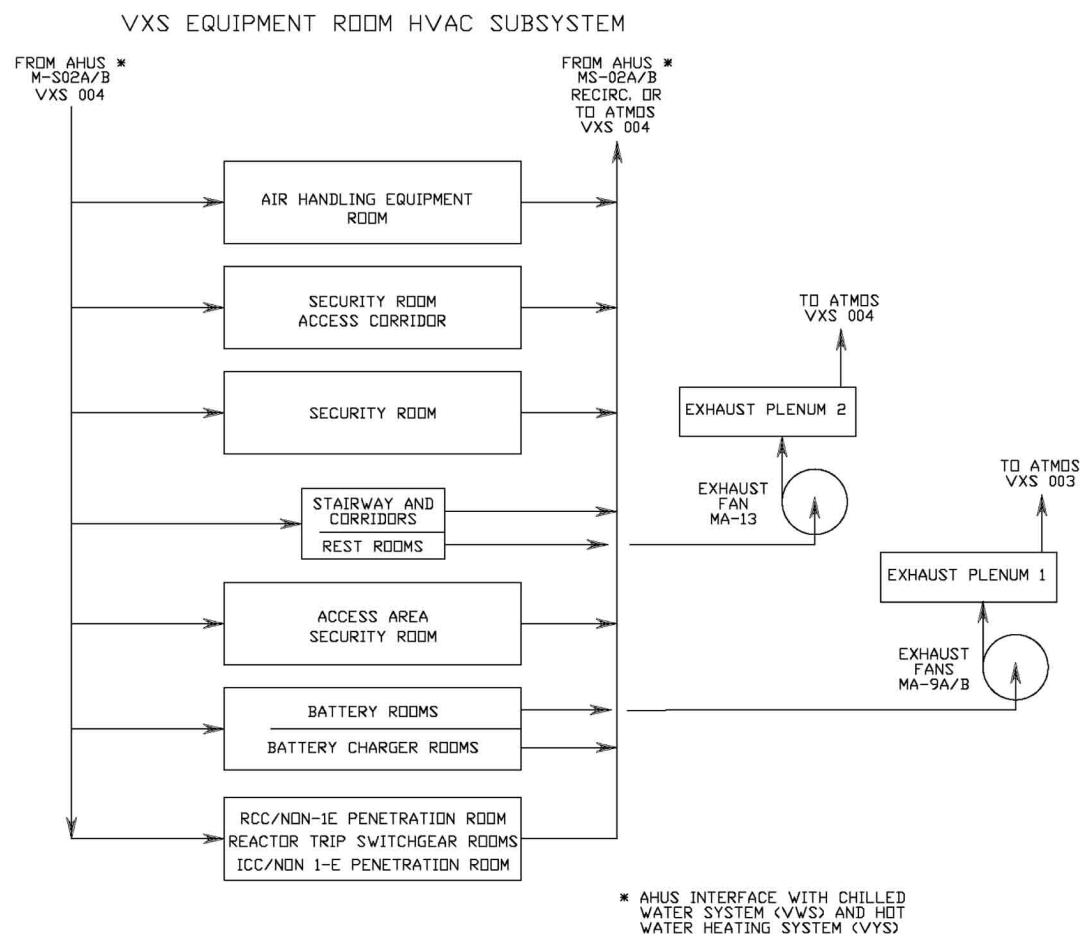 VXS EQUIPMENT ROOM HVAC SUBSYSTEM
FROM AHUS *
M-S02A/B
VXS 004
FROM AHUS *
MS-02A/B
RECIRC. OR
TO ATMOS
VXS 004
AIR HANDLING EQUIPMENT
ROOM
SECURITY ROOM
ACCESS CORRIDOR
TO ATMOS
VXS 004
SECURITY ROOM
EXHAUST PLENUM 2
EXHAUST
FAN
MA-13
STAIRWAY AND
CORRIDORS
REST ROOMS
TO ATMOS
VXS 003
EXHAUST PLENUM 1
ACCESS AREA
SECURITY ROOM
EXHAUST
FANS
MA-9A/B
BATTERY ROOMS
BATTERY CHARGER ROOMS
RCC/NON-1E PENETRATION ROOM
REACTOR TRIP SWITCHGEAR ROOMS
ICC/NON 1-E PENETRATION ROOM
* AHUS INTERFACE WITH CHILLED
WATER SYSTEM (VWS) AND HOT
WATER HEATING SYSTEM (VYS)